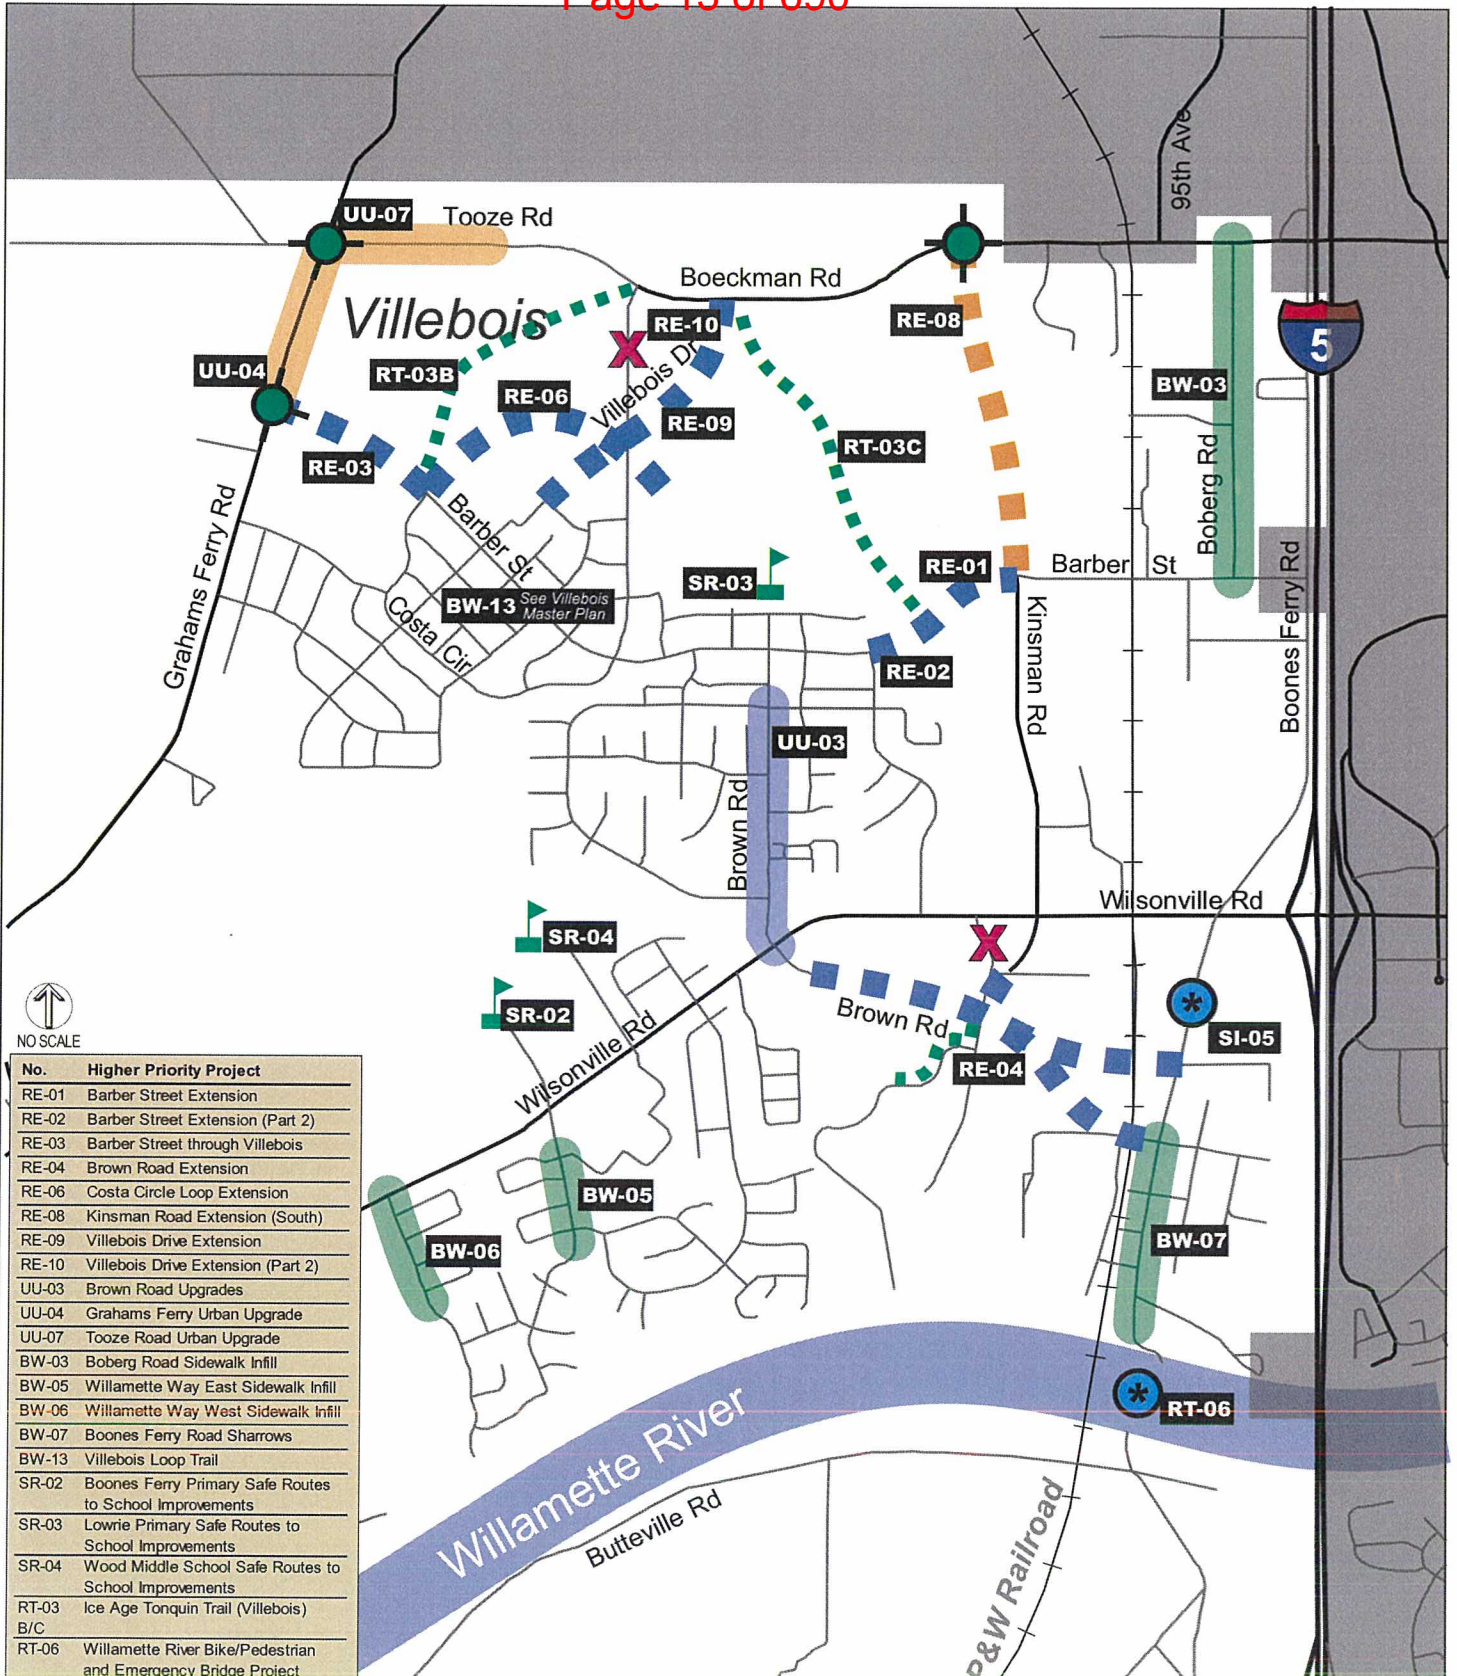 Page 15 of 690
95th Ave
UU-07
Tooze Rd
Boeckman Rd
Villebois
RE-10
RE-08
5
UU-04
RT-03B
Villebois Dr
RE-06
BW-03
RE-09
RT-03C
RE-03
Boberg Rd
Grahams Ferry Rd
Barber St
SR-03
RE-01
Barber St
BW-13 See Villebois
Master Plan
Costa Cir
Kinsman Rd
Boones Ferry Rd
RE-02
UU-03
Brown Rd
Wilsonville Rd
SR-04
NO SCALE
SR-02
Brown Rd
SI-05
Wilsonville Rd
RE-04
BW-05
BW-06
BW-07
RT-06
Willamette River
Butteville Rd
P&W Railroad
No. Higher Priority Project
RE-01 Barber Street Extension
RE-02 Barber Street Extension (Part 2)
RE-03 Barber Street through Villebois
RE-04 Brown Road Extension
RE-06 Costa Circle Loop Extension
RE-08 Kinsman Road Extension (South)
RE-09 Villebois Drive Extension
RE-10 Villebois Drive Extension (Part 2)
UU-03 Brown Road Upgrades
UU-04 Grahams Ferry Urban Upgrade
UU-07 Tooze Road Urban Upgrade
BW-03 Boberg Road Sidewalk Infill
BW-05 Willamette Way East Sidewalk Infill
BW-06 Willamette Way West Sidewalk Infill
BW-07 Boones Ferry Road Sharrows
BW-13 Villebois Loop Trail
SR-02 Boones Ferry Primary Safe Routes
to School Improvements
SR-03 Lowrie Primary Safe Routes to
School Improvements
SR-04 Wood Middle School Safe Routes to
School Improvements
RT-03 Ice Age Tonquin Trail (Villebois)
B/C
RT-06 Willamette River Bike/Pedestrian
and Emergency Bridge Project